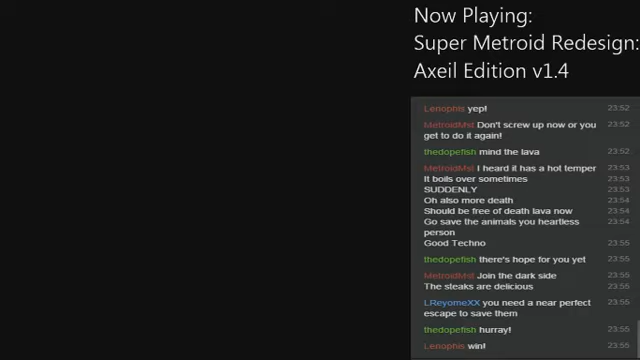 Now Playing:
Super Metroid Redesign:
Axeil Edition v1.4
Lenophis yep! 23:52
MetroidMst Don't screw up now or you 23:52
get to do it again!
thedopefish mind the lava 23:52
MetroidMst I heard it has a hot temper 23:53
It boils over sometimes 23:53
SUDDENLY 23:53
Oh also more death 23:54
Should be free of death lava now 23:54
Go save the animals you heartless 23:54
person
Good Techno 23:55
thedopefish there's hope for you yet 23:55
MetroidMst Join the dark side 23:55
The steaks are delicious 23:55
LReyomeXX you need a near perfect 23:55
escape to save them
thedopefish hurray! 23:55
Lenophis win! 23:55